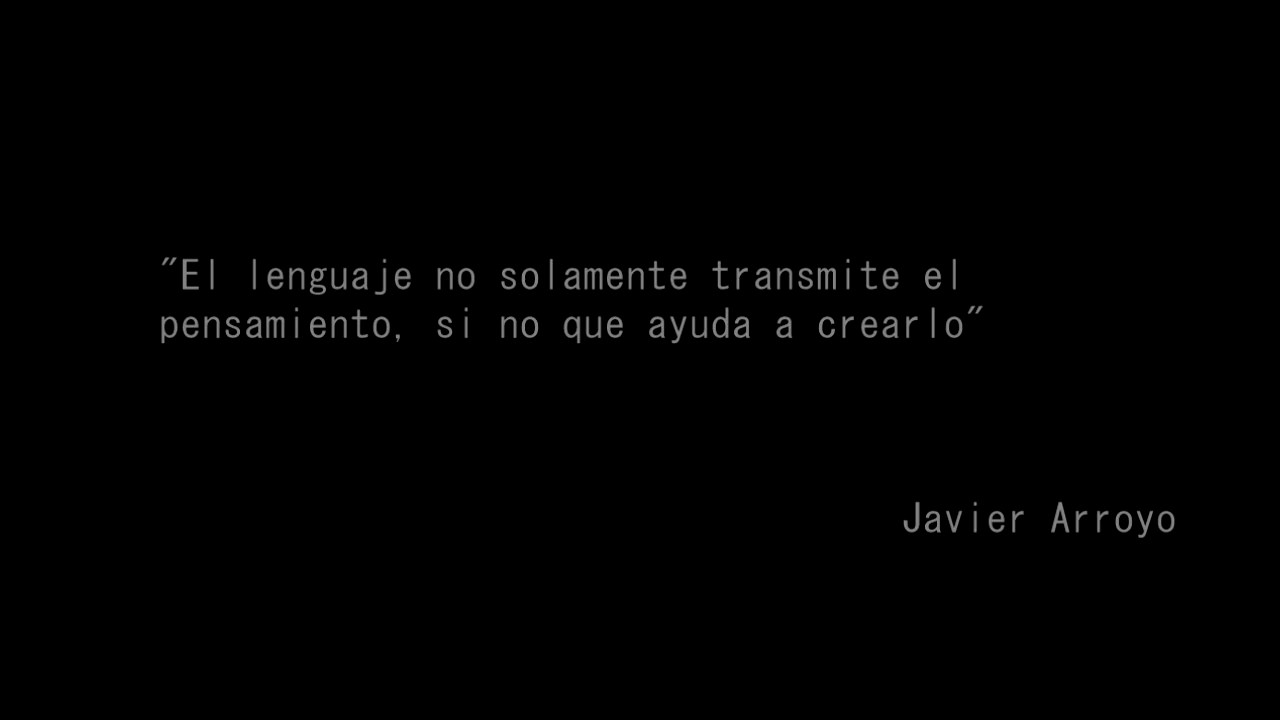 "El lenguaje no solamente transmite el
pensamiento, si no que ayuda a crearlo"
Javier Arroyo